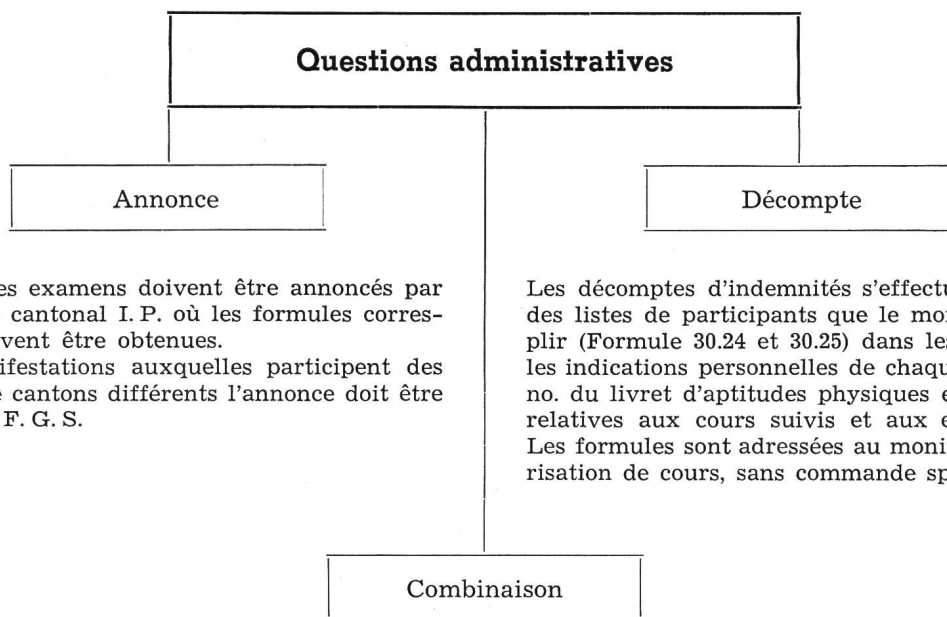 Questions administratives
Annonce
es examens doivent être annoncés par
cantonal I. P. où les formules corres-
vent être obtenues.
ifestations auxquelles participent des
e cantons différents l'annonce doit être
F. G. S.
Décompte
Les décomptes d'indemnités s'effectu
des listes de participants que le mon
plir (Formule 30.24 et 30.25) dans les
les indications personnelles de chaqu
no. du livret d'aptitudes physiques e
relatives aux cours suivis et aux e
Les formules sont adressées au moni
risation de cours, sans commande sp
Combinaison